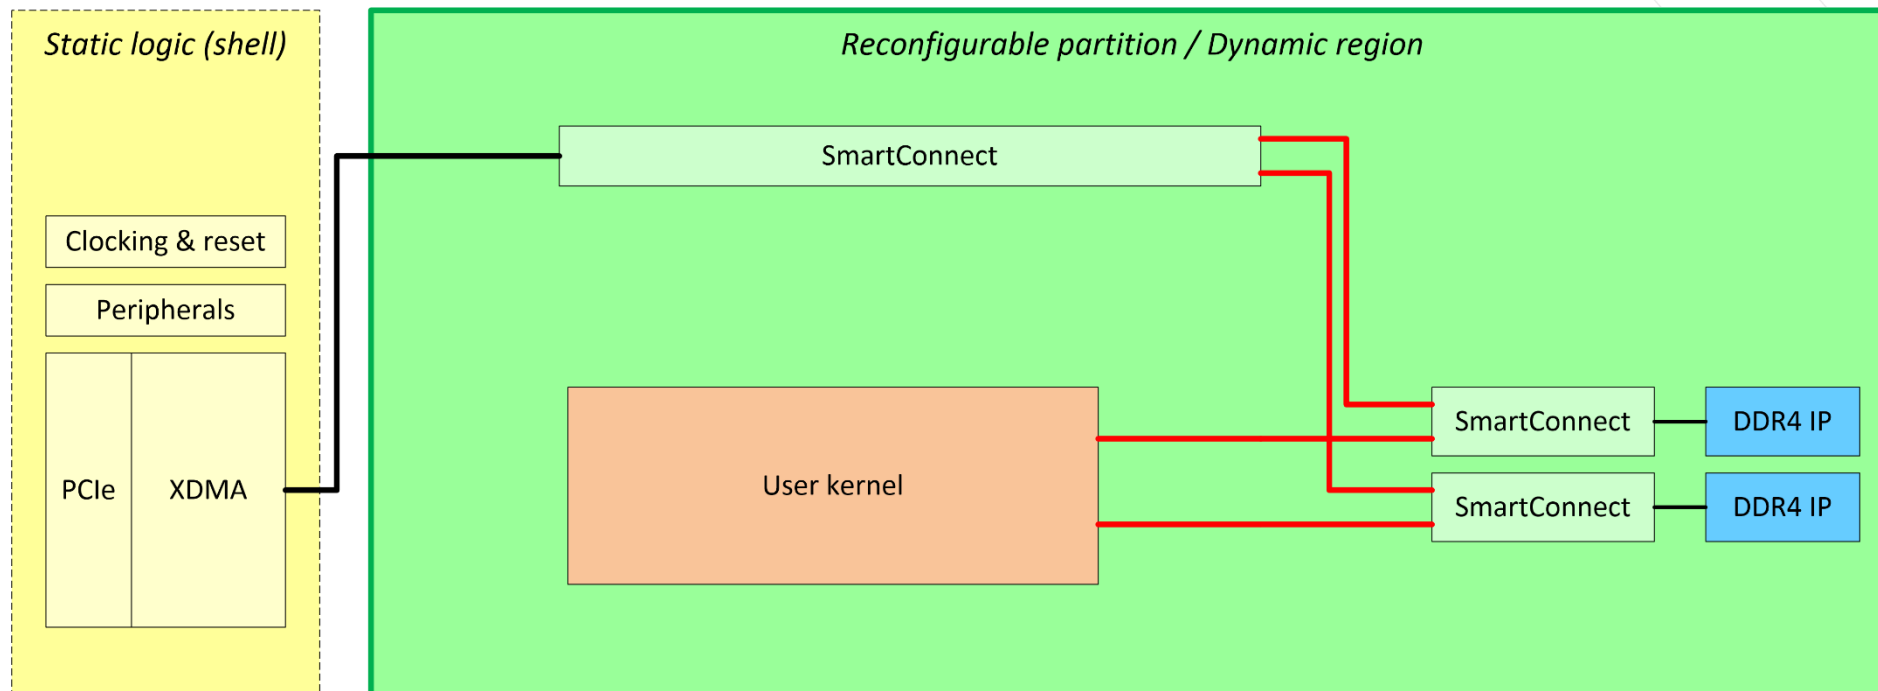 Static logic (shell)
Reconfigurable partition / Dynamic region
SmartConnect
Clocking & reset
Peripherals
PCIe
XDMA
User kernel
SmartConnect
DDR4 IP
SmartConnect
DDR4 IP